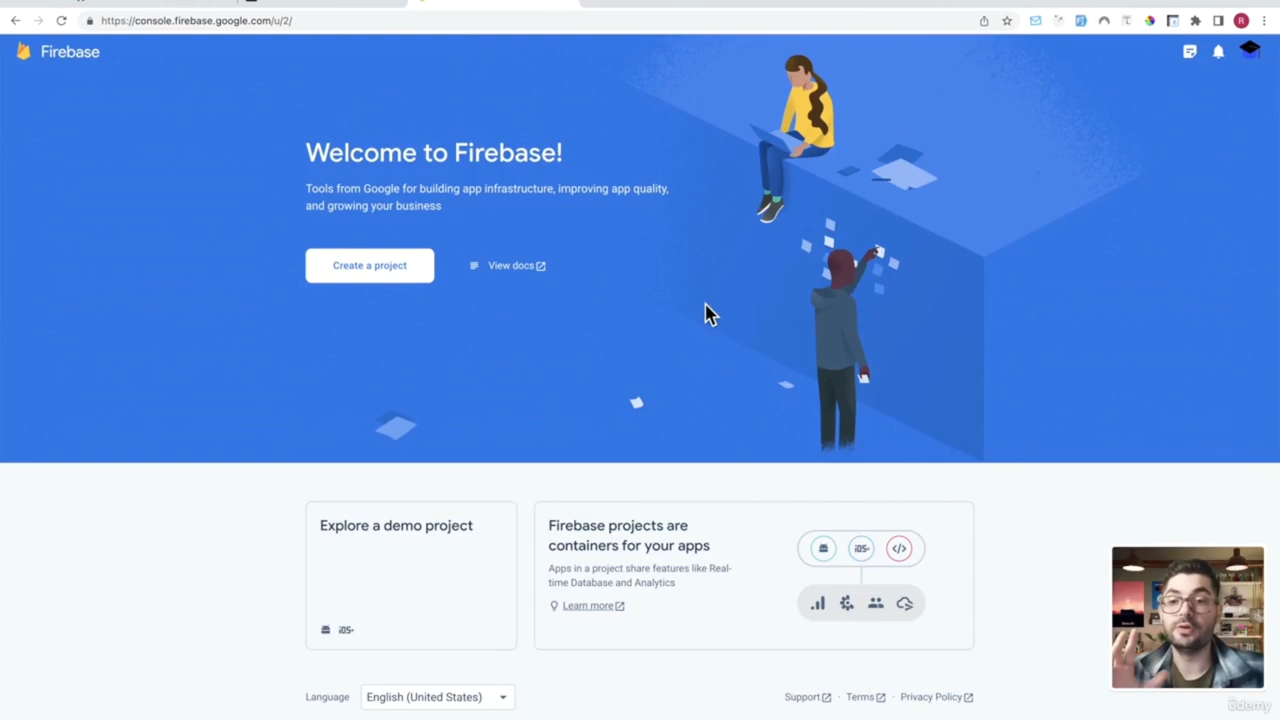 https://console.firebase.google.com/u/2/
R
Firebase
Welcome to Firebase!
Tools from Google for building app infrastructure, improving app quality,
and growing your business
Create a project
View docs
Explore a demo project
iOS+
Firebase projects are
containers for your apps
Apps in a project share features like Real-
time Database and Analytics
Learn more
iOS+
</>
Language
English (United States)
Support · Terms · Privacy Policy
ûdemy